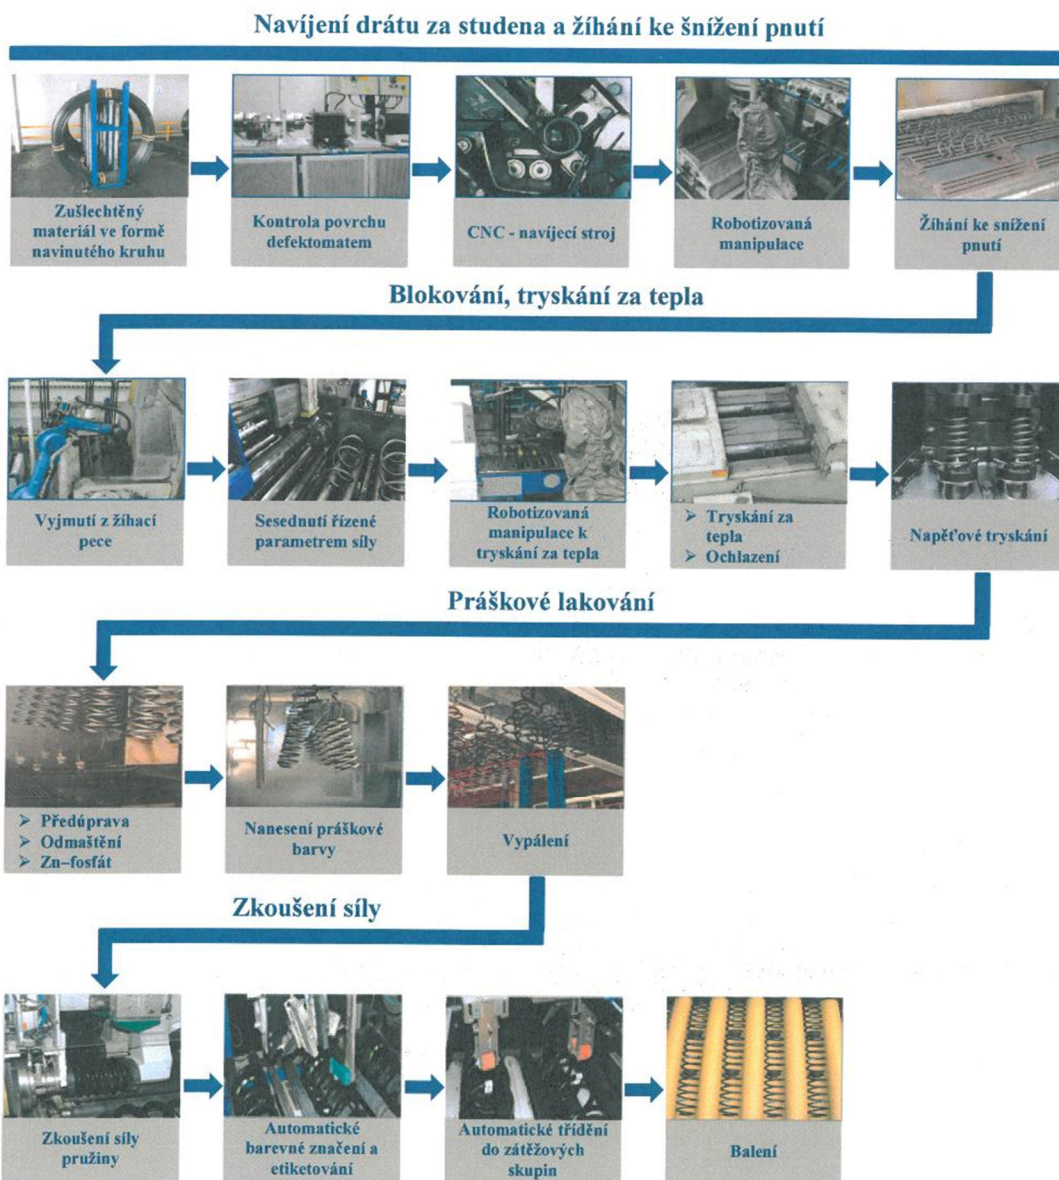 Navíjení drátu za studena a žíhání ke šnížení pnutí
Zušlechtěný
materiál ve formě
navinutého kruhu
Kontrola povrchu
defektomatem
CNC - navíjecí stroj
Robotizovaná
manipulace
Žíhání ke snížení
pnutí
Blokování, tryskání za tepla
Vyjmutí z žíhací
pece
Sesednutí řízené
parametrem síly
Robotizovaná
manipulace k
tryskání za tepla
➢ Tryskání za
tepla
➢ Ochlazení
Napěťové tryskání
Práškové lakování
➢ Předúprava
➢ Odmaštění
➢ Zn–fosfát
Nanesení práškové
barvy
Vypálení
Zkoušení síly
Zkoušení síly
pružiny
Automatické
barevné značení a
etiketování
Automatické třídění
do zátěžových
skupin
Balení